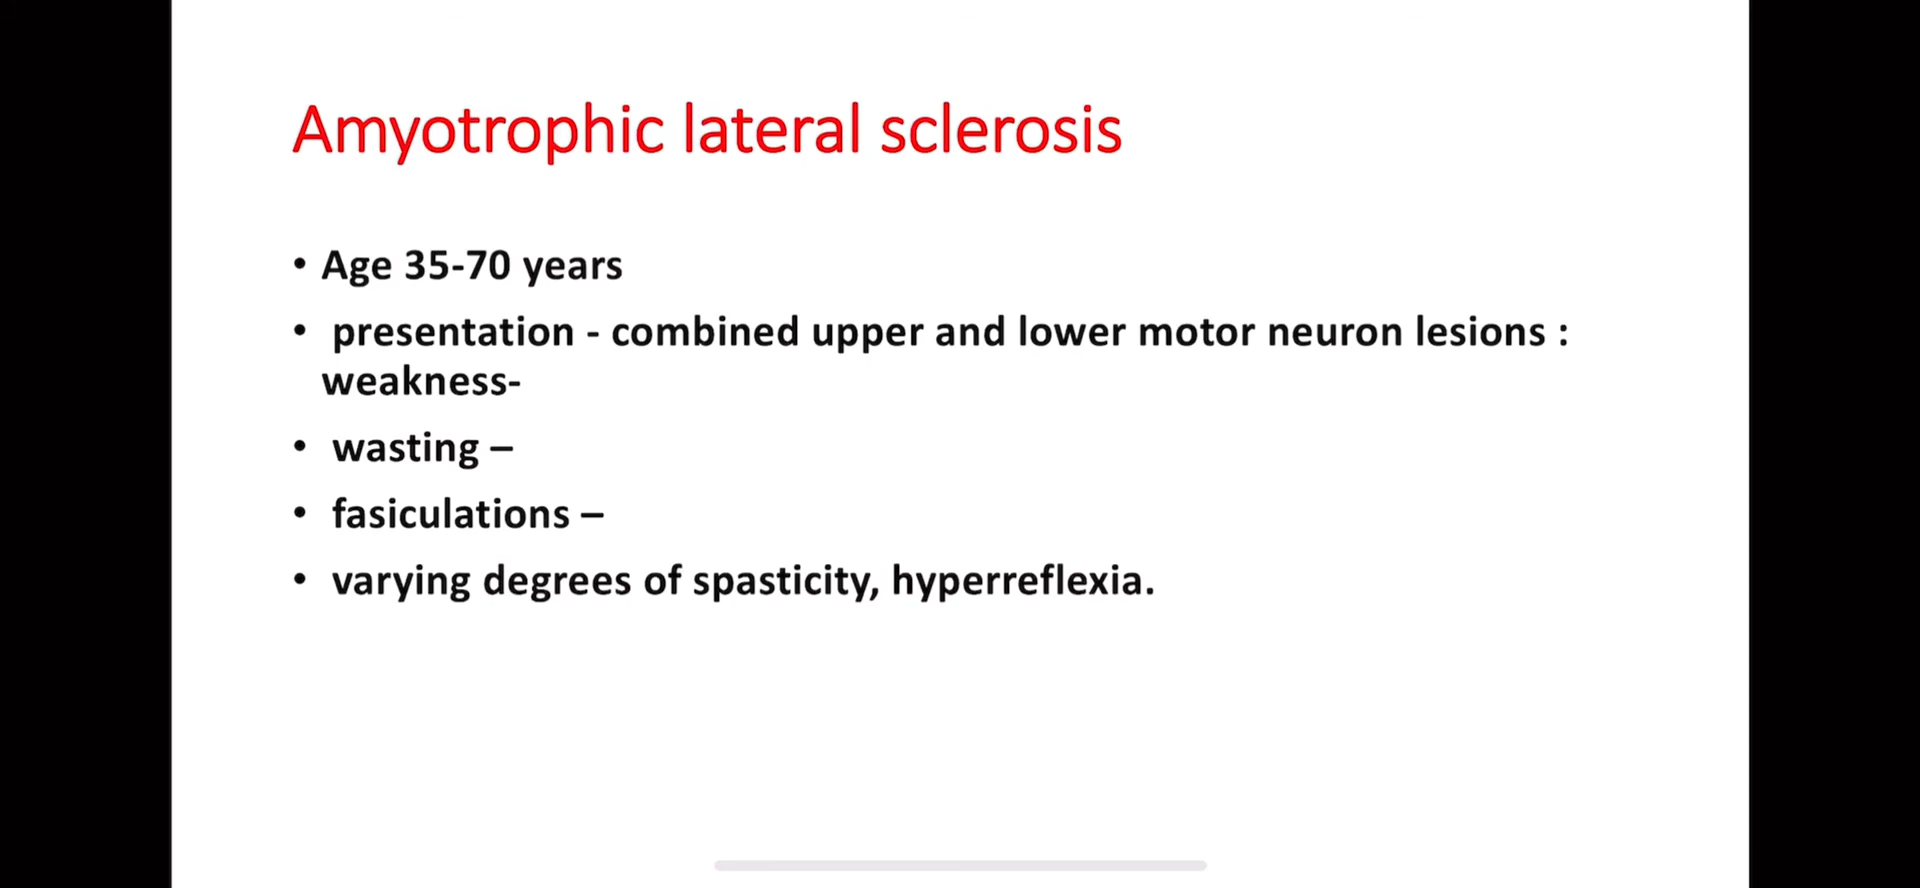 Amyotrophic lateral sclerosis
• Age 35-70 years
• presentation - combined upper and lower motor neuron lesions :
weakness-
• wasting –
• fasiculations –
• varying degrees of spasticity, hyperreflexia.